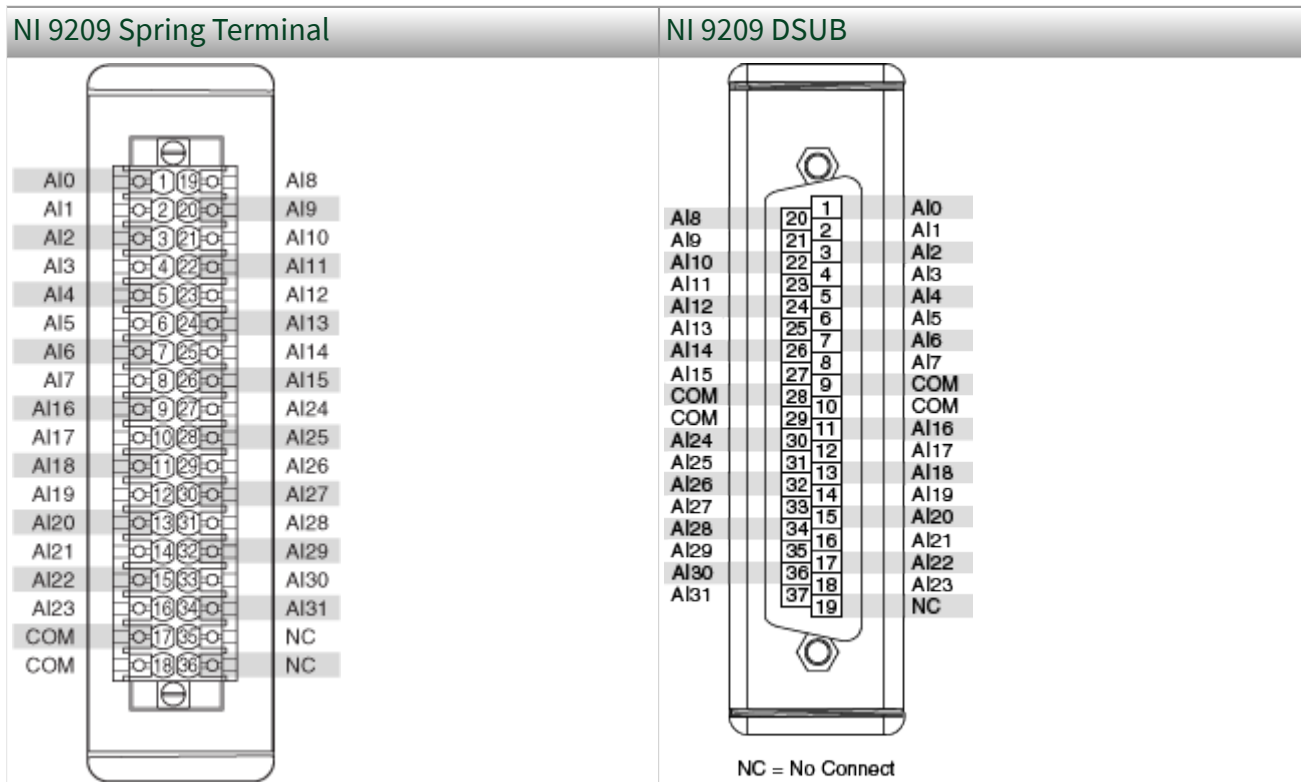 NI 9209 Spring Terminal
NI 9209 DSUB
AI0 1 19 AI8
AI1 2 20 AI9
AI2 3 21 AI10
AI3 4 22 AI11
AI4 5 23 AI12
AI5 6 24 AI13
AI6 7 25 AI14
AI7 8 26 AI15
AI16 9 27 AI24
AI17 10 28 AI25
AI18 11 29 AI26
AI19 12 30 AI27
AI20 13 31 AI28
AI21 14 32 AI29
AI22 15 33 AI30
AI23 16 34 AI31
COM 17 35 NC
COM 18 36 NC
1 AI0
AI8 20
2 AI1
AI9 21
3 AI2
AI10 22
4 AI3
AI11 23
5 AI4
AI12 24
6 AI5
AI13 25
7 AI6
AI14 26
8 AI7
AI15 27
9 COM
COM 28
10 COM
COM 29
11 AI16
AI24 30
12 AI17
AI25 31
13 AI18
AI26 32
14 AI19
AI27 33
15 AI20
AI28 34
16 AI21
AI29 35
17 AI22
AI30 36
18 AI23
AI31 37
19 NC
NC = No Connect